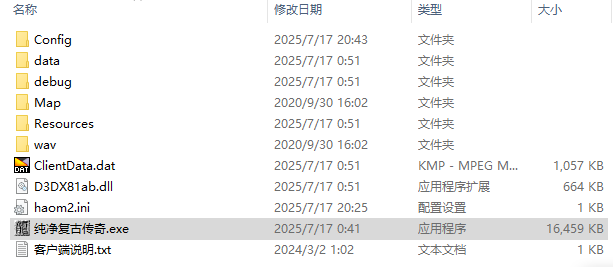 名称 修改日期 类型 大小
Config 2025/7/17 20:43 文件夹
data 2025/7/17 0:51 文件夹
debug 2025/7/17 0:51 文件夹
Map 2020/9/30 16:02 文件夹
Resources 2025/7/17 0:51 文件夹
wav 2020/9/30 16:02 文件夹
DAT ClientData.dat 2025/7/17 0:51 KMP - MPEG M... 1,057 KB
D3DX81ab.dll 2025/7/17 0:51 应用程序扩展 664 KB
haom2.ini 2025/7/17 20:25 配置设置 1 KB
纯净复古传奇.exe 2025/7/17 0:41 应用程序 16,459 KB
客户端说明.txt 2024/3/2 1:02 文本文档 1 KB